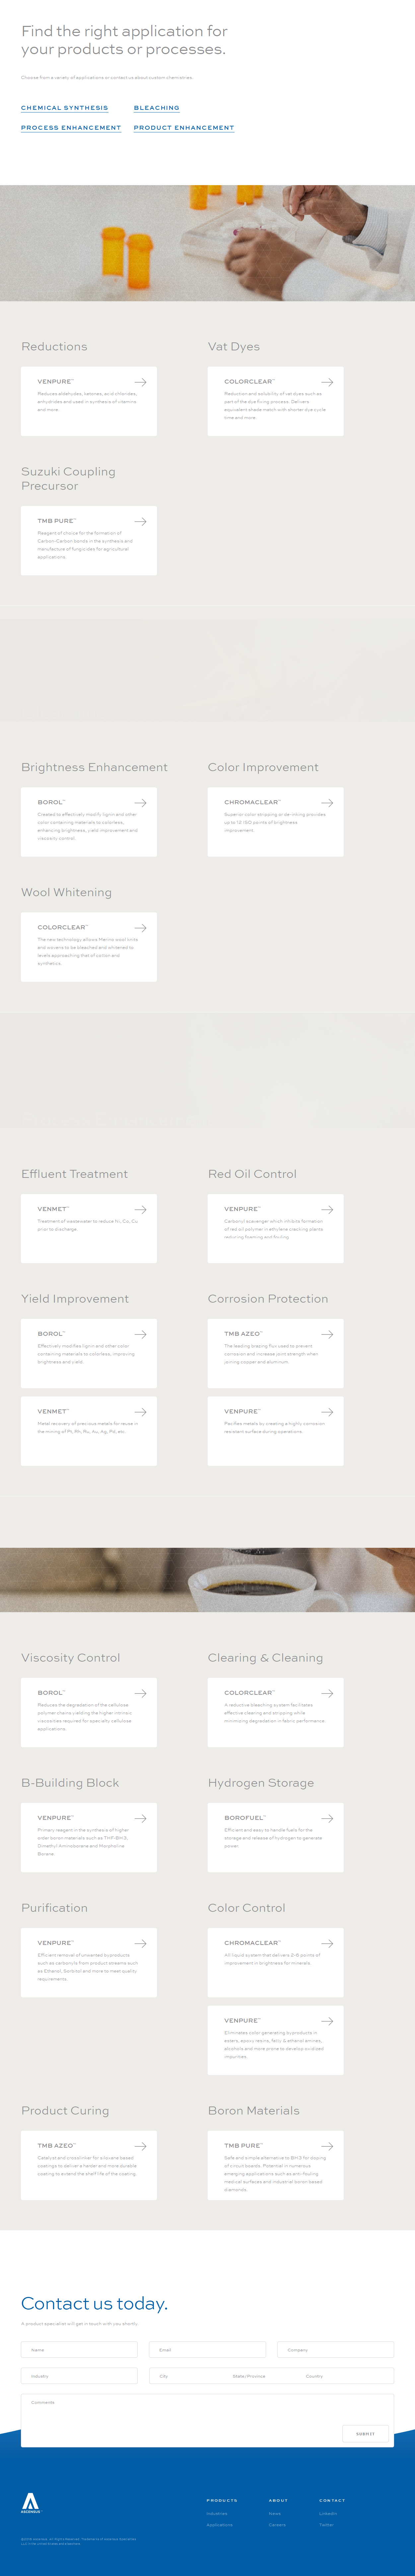 Find the right application for
your products or processes.
Choose from a variety of applications or contact us about custom chemistries.
CHEMICAL SYNTHESIS
BLEACHING
PROCESS ENHANCEMENT
PRODUCT ENHANCEMENT
Reductions
VENPURE™
Reduces aldehydes, ketones, acid chlorides,
anhydrides and used in synthesis of vitamins
and more.
Vat Dyes
COLORCLEAR™
Reduction and solubility of vat dyes such as
part of the dye fixing process. Delivers
equivalent shade match with shorter dye cycle
time and more.
Suzuki Coupling
Precursor
TMB PURE™
Reagent of choice for the formation of
Carbon-Carbon bonds in the synthesis and
manufacture of fungicides for agricultural
applications.
Brightness Enhancement
BOROL™
Created to effectively modify lignin and other
color containing materials to colorless,
enhancing brightness, yield improvement and
viscosity control.
Color Improvement
CHROMACLEAR™
Superior color stripping or de-inking provides
up to 12 ISO points of brightness
improvement.
Wool Whitening
COLORCLEAR™
The new technology allows Merino wool knits
and wovens to be bleached and whitened to
levels approaching that of cotton and
synthetics.
Effluent Treatment
VENMET™
Treatment of wastewater to reduce Ni, Co, Cu
prior to discharge.
Red Oil Control
VENPURE™
Carbonyl scavenger which inhibits formation
of red oil polymer in ethylene cracking plants
reducing foaming and fouling.
Yield Improvement
BOROL™
Effectively modifies lignin and other color
containing materials to colorless, improving
brightness and yield.
VENMET™
Metal recovery of precious metals for reuse in
the mining of Pt, Rh, Ru, Au, Ag, Pd, etc.
Corrosion Protection
TMB AZEO™
The leading brazing flux used to prevent
corrosion and increase joint strength when
joining copper and aluminum.
VENPURE™
Pacifies metals by creating a highly corrosion
resistant surface during operations.
Viscosity Control
BOROL™
Reduces the degradation of the cellulose
polymer chains yielding the higher intrinsic
viscosities required for specialty cellulose
applications.
Clearing & Cleaning
COLORCLEAR™
A reductive bleaching system facilitates
effective clearing and stripping while
minimizing degradation in fabric performance.
B-Building Block
VENPURE™
Primary reagent in the synthesis of higher
order boron materials such as THF-BH3,
Dimethyl Aminoborane and Morpholine
Borane.
Hydrogen Storage
BOROFUEL™
Efficient and easy to handle fuels for the
storage and release of hydrogen to generate
power.
Purification
VENPURE™
Efficient removal of unwanted byproducts
such as carbonyls from product streams such
as Ethanol, Sorbitol and more to meet quality
requirements.
Color Control
CHROMACLEAR™
All liquid system that delivers 2-5 points of
improvement in brightness for minerals.
VENPURE™
Eliminates color generating byproducts in
esters, epoxy resins, fatty & ethanol amines,
alcohols and more prone to develop oxidized
impurities.
Product Curing
TMB AZEO™
Catalyst and crosslinker for siloxane based
coatings to deliver a harder and more durable
coating to extend the shelf life of the coating.
Boron Materials
TMB PURE™
Safe and simple alternative to BH3 for doping
of circuit boards. Potential in numerous
emerging applications such as anti-fouling
medical surfaces and industrial boron based
diamonds.
Contact us today.
A product specialist will get in touch with you shortly.
Name
Email
Company
Industry
City
State/Province
Country
Comments
SUBMIT
ASCENSUS
PRODUCTS
Industries
Applications
ABOUT
News
Careers
CONTACT
LinkedIn
Twitter